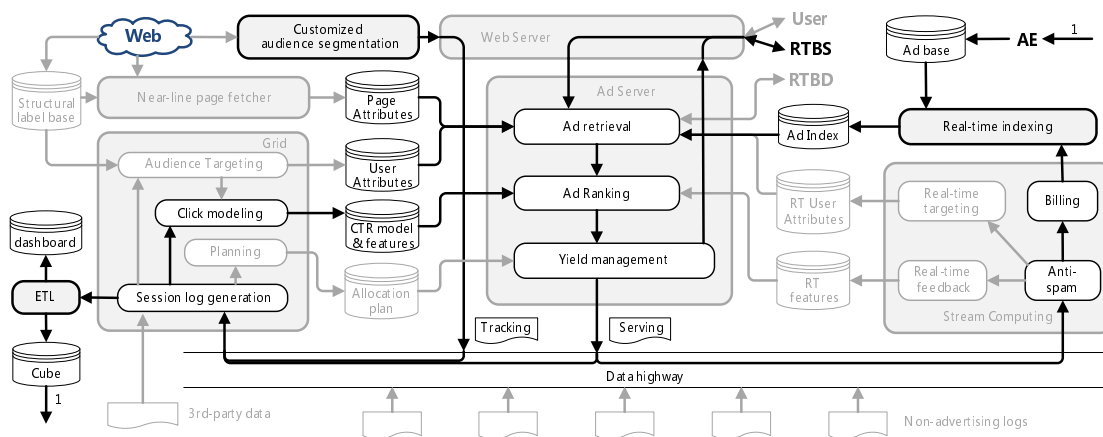 Web
Customized
audience segmentation
Web Server
User
RTBS
RTBD
Ad base
AE
1
Structural
label base
Near-line page fetcher
Page
Attributes
Ad Server
Ad retrieval
Ad Index
Real-time indexing
Grid
Audience Targeting
User
Attributes
Ad Ranking
RT User
Attributes
Real-time
targeting
Billing
Click modeling
CTR model
& features
dashboard
Planning
Allocation
plan
Yield management
RT
features
Real-time
feedback
Anti-
spam
ETL
Session log generation
Stream Computing
Tracking
Serving
Cube
1
Data highway
3rd-party data
Non-advertising logs